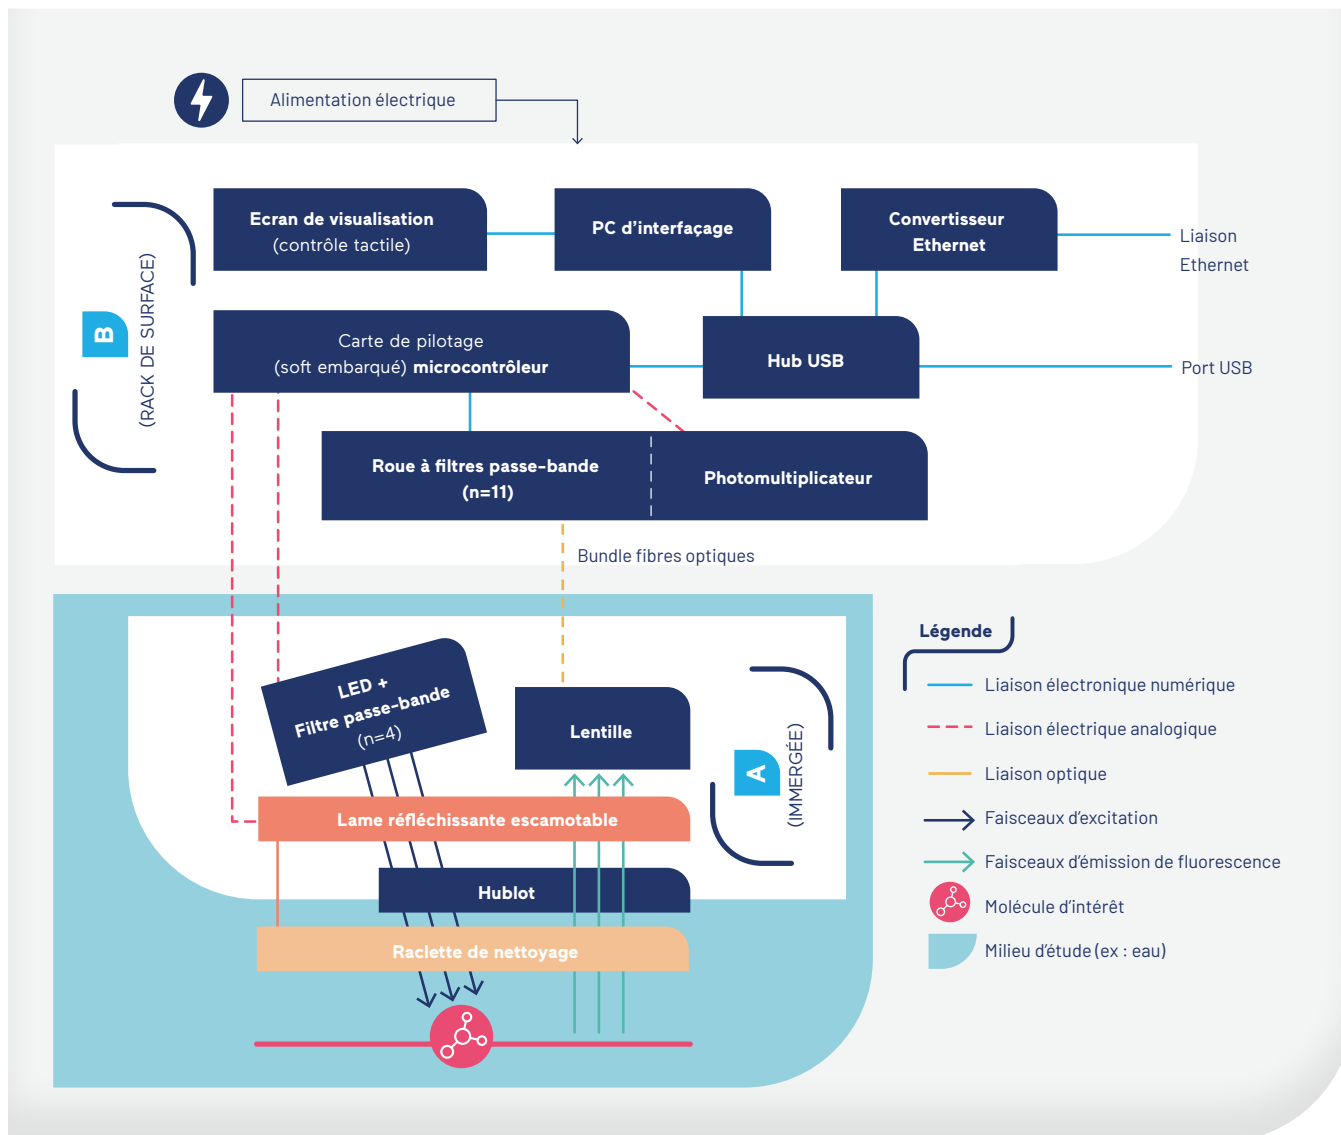 Alimentation électrique
Ecran de visualisation
(contrôle tactile)
PC d'interfaçage
Convertisseur
Ethernet
Liaison
Ethernet
B
(RACK DE SURFACE)
Carte de pilotage
(soft embarqué) microcontrôleur
Hub USB
Port USB
Roue à filtres passe-bande
(n=11)
Photomultiplicateur
Bundle fibres optiques
LED +
Filtre passe-bande
(n=4)
Lentille
A
(IMMERGÉE)
Lame réfléchissante escamotable
Hublot
Raclette de nettoyage
Légende
Liaison électronique numérique
Liaison électrique analogique
Liaison optique
Faisceaux d'excitation
Faisceaux d'émission de fluorescence
Molécule d'intérêt
Milieu d'étude (ex : eau)